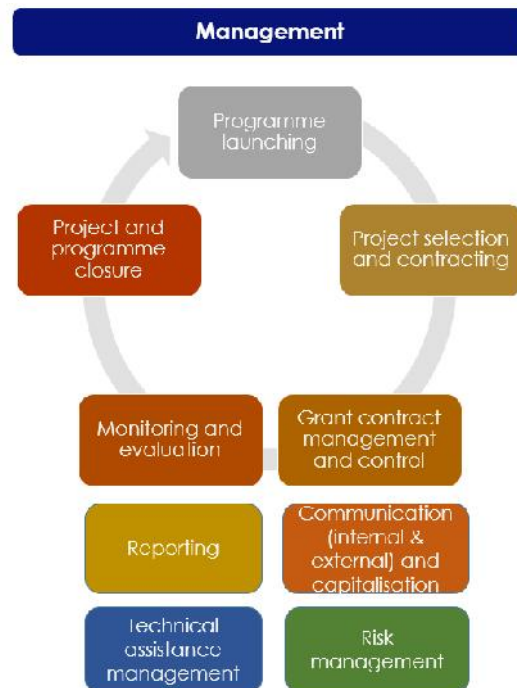 Management
Programme
launching
Project and
programme
closure
Project selection
and contracting
Monitoring and
evaluation
Grant contract
management
and control
Reporting
Communication
(internal &
external) and
capitalisation
Technical
assistance
management
Risk
management